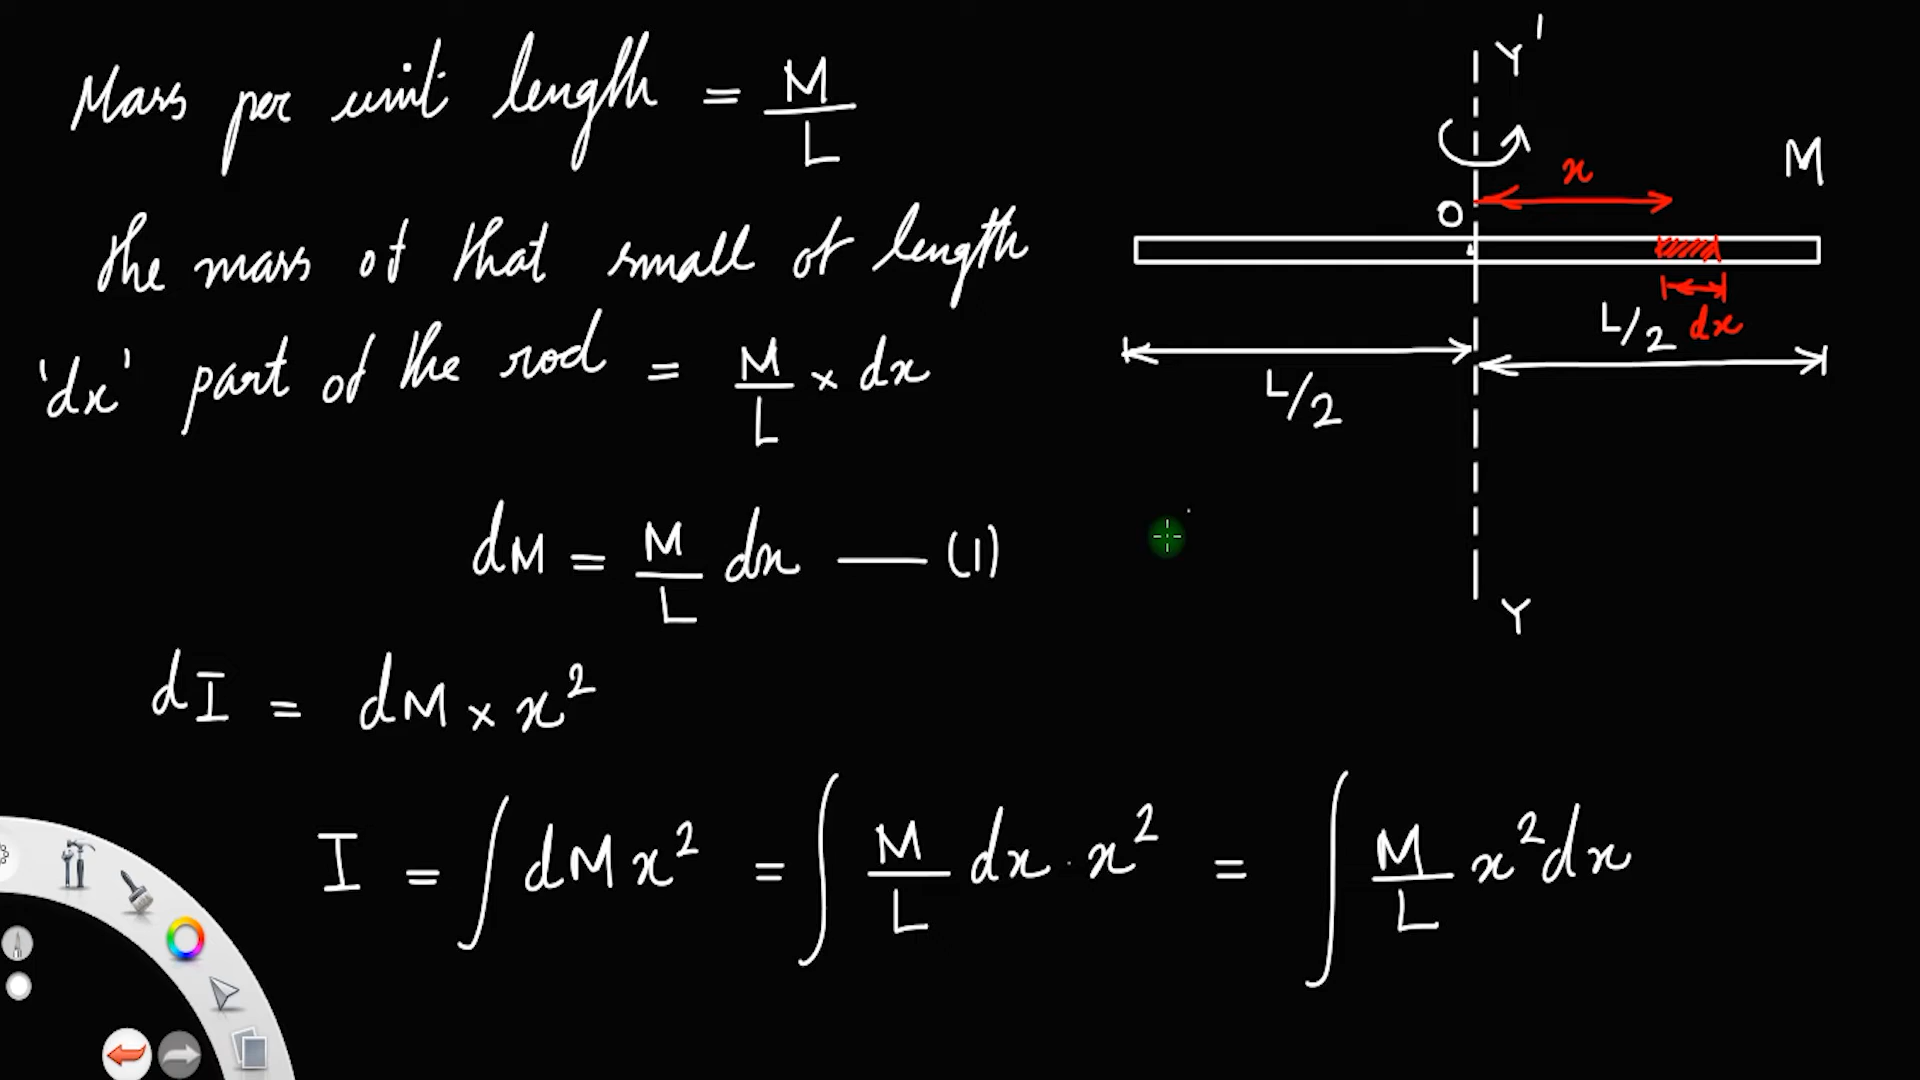 Mass per unit length = M/L
the mass of that small of length
'dx' part of the rod = M/L × dx
dM = M/L dx — (1)
dI = dM × x²
I = ∫ dM x² = ∫ M/L dx · x² = ∫ M/L x² dx
Y'
M
x
O
dx
L/2
L/2
Y